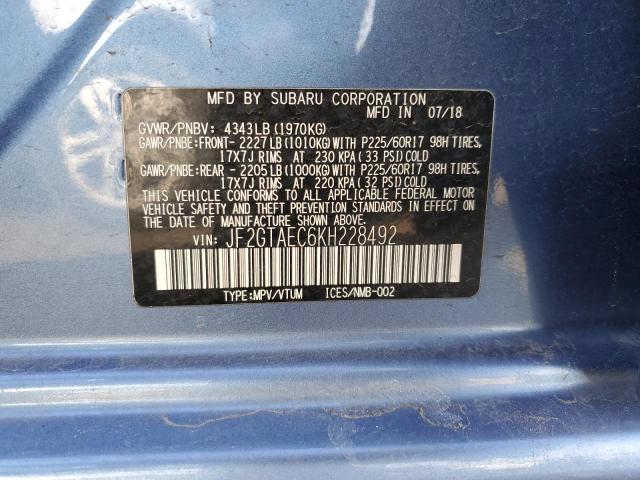 MFD BY SUBARU CORPORATION
MFD IN 07/18
GVWR/PNBV: 4343LB (1970KG)
GAWR/PNBE:FRONT- 2227LB (1010KG) WITH P225/60R17 98H TIRES,
17X7J RIMS AT 230 KPA (33 PSI) COLD
GAWR/PNBE:REAR - 2205LB (1000KG) WITH P225/60R17 98H TIRES,
17X7J RIMS AT 220 KPA (32 PSI) COLD
THIS VEHICLE CONFORMS TO ALL APPLICABLE FEDERAL MOTOR
VEHICLE SAFETY AND THEFT PREVENTION STANDARDS IN EFFECT ON
THE DATE OF MANUFACTURE SHOWN ABOVE.
VIN: JF2GTAEC6KH228492
TYPE:MPV/VTUM ICES/NMB-002